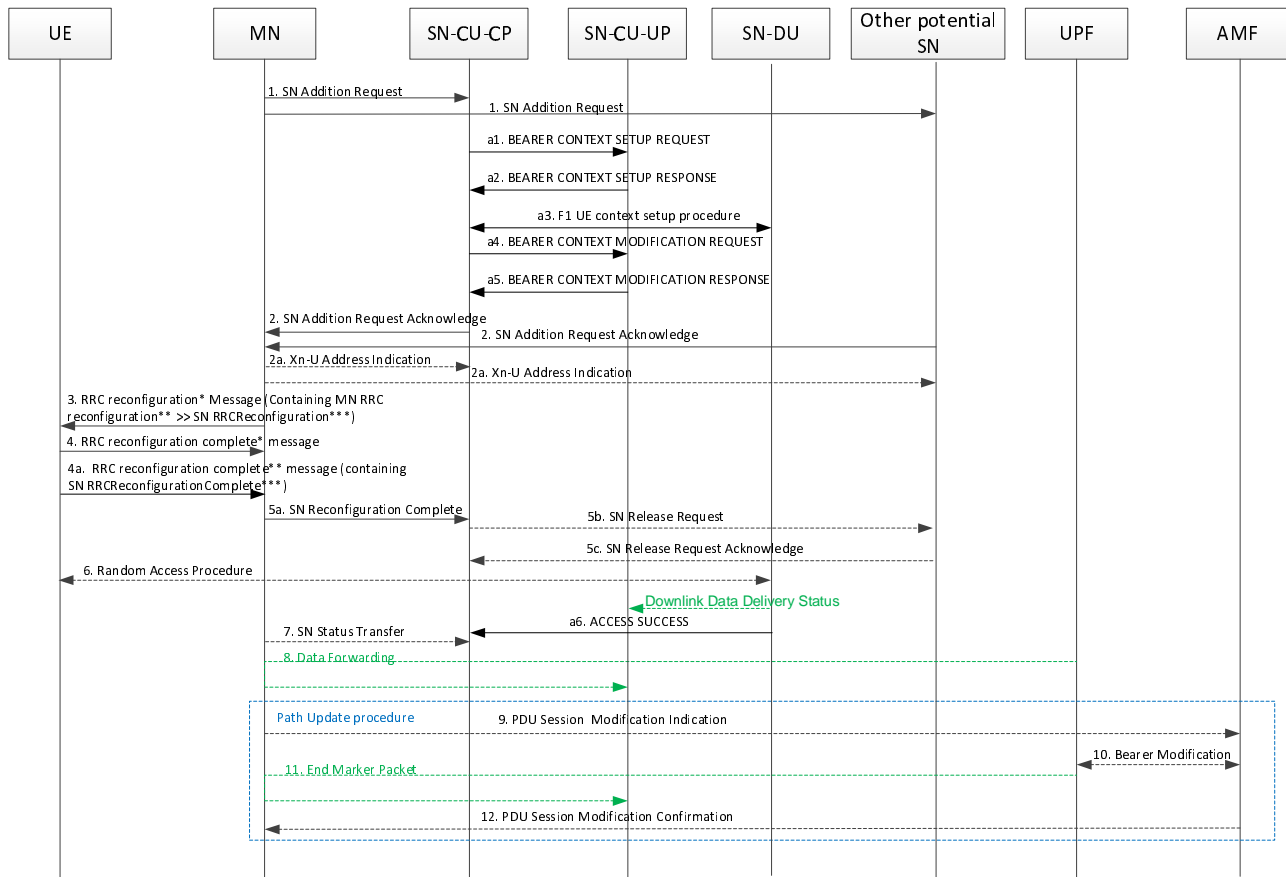 UE
MN
SN-CU-CP
SN-CU-UP
SN-DU
Other potential
SN
UPF
AMF
1. SN Addition Request
1. SN Addition Request
a1. BEARER CONTEXT SETUP REQUEST
a2. BEARER CONTEXT SETUP RESPONSE
a3. F1 UE context setup procedure
a4. BEARER CONTEXT MODIFICATION REQUEST
a5. BEARER CONTEXT MODIFICATION RESPONSE
2. SN Addition Request Acknowledge
2. SN Addition Request Acknowledge
2a. Xn-U Address Indication
2a. Xn-U Address Indication
3. RRC reconfiguration* Message (Containing MN RRC
reconfiguration** >> SN RRCReconfiguration***)
4. RRC reconfiguration complete* message
4a. RRC reconfiguration complete** message (containing
SN RRCReconfigurationComplete***)
5a. SN Reconfiguration Complete
5b. SN Release Request
5c. SN Release Request Acknowledge
6. Random Access Procedure
Downlink Data Delivery Status
a6. ACCESS SUCCESS
7. SN Status Transfer
8. Data Forwarding
Path Update procedure
9. PDU Session Modification Indication
10. Bearer Modification
11. End Marker Packet
12. PDU Session Modification Confirmation